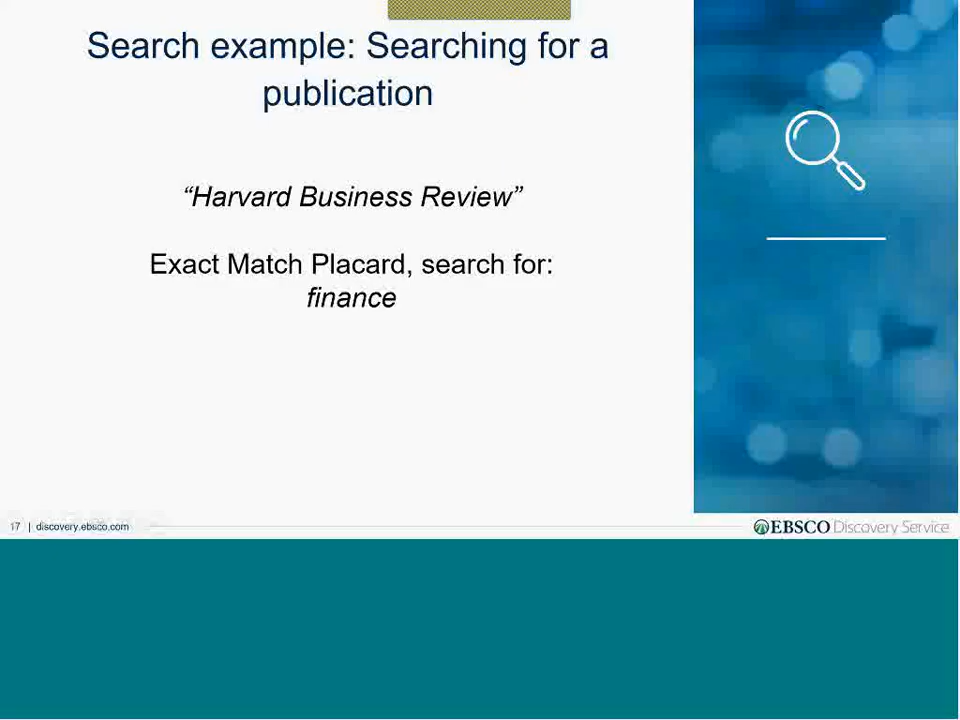 Search example: Searching for a
publication
“Harvard Business Review”
Exact Match Placard, search for:
finance
17 | discovery.ebsco.com
EBSCO Discovery Service